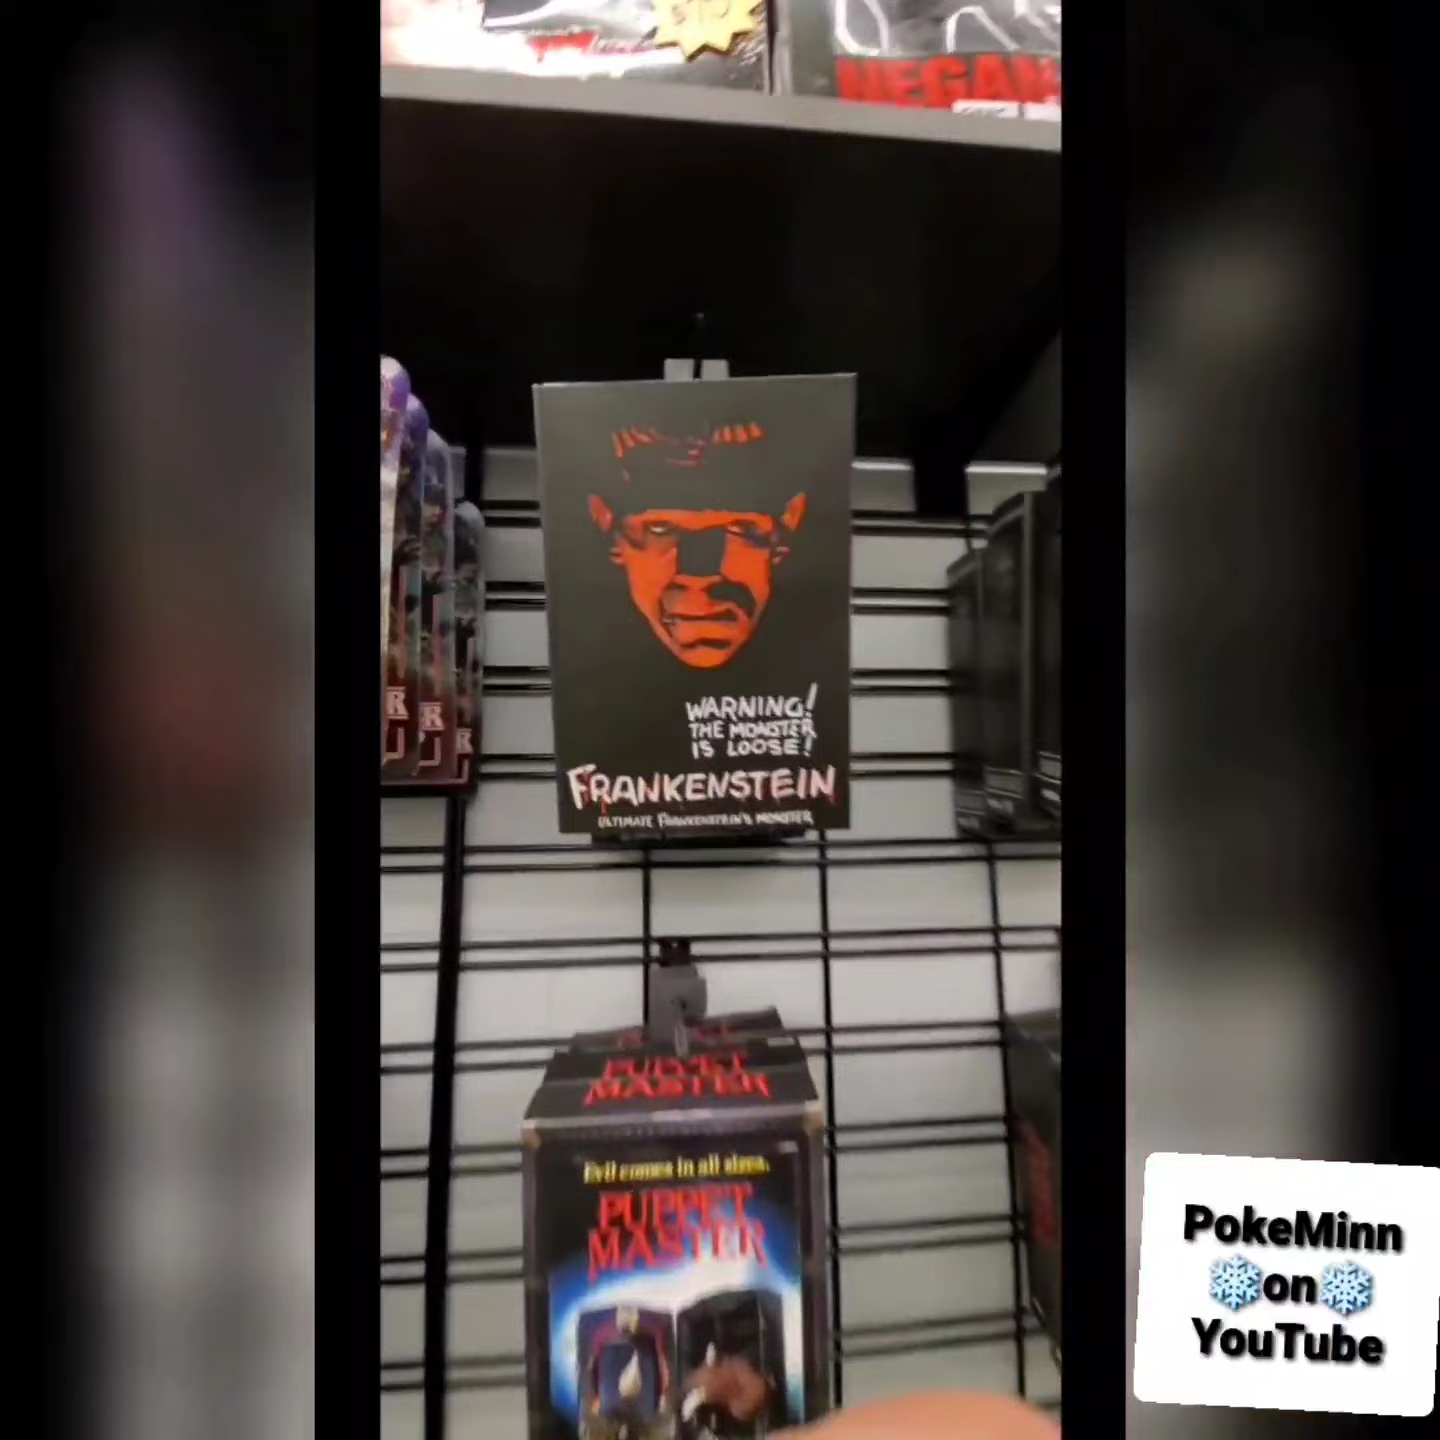 NEGAN
R
R
R
WARNING!
THE MONSTER
IS LOOSE!
FRANKENSTEIN
ULTIMATE FRANKENSTEIN'S MONSTER
PUPPET
MASTER
Evil comes in all sizes.
PUPPET
MASTER
PokeMinn
on
YouTube